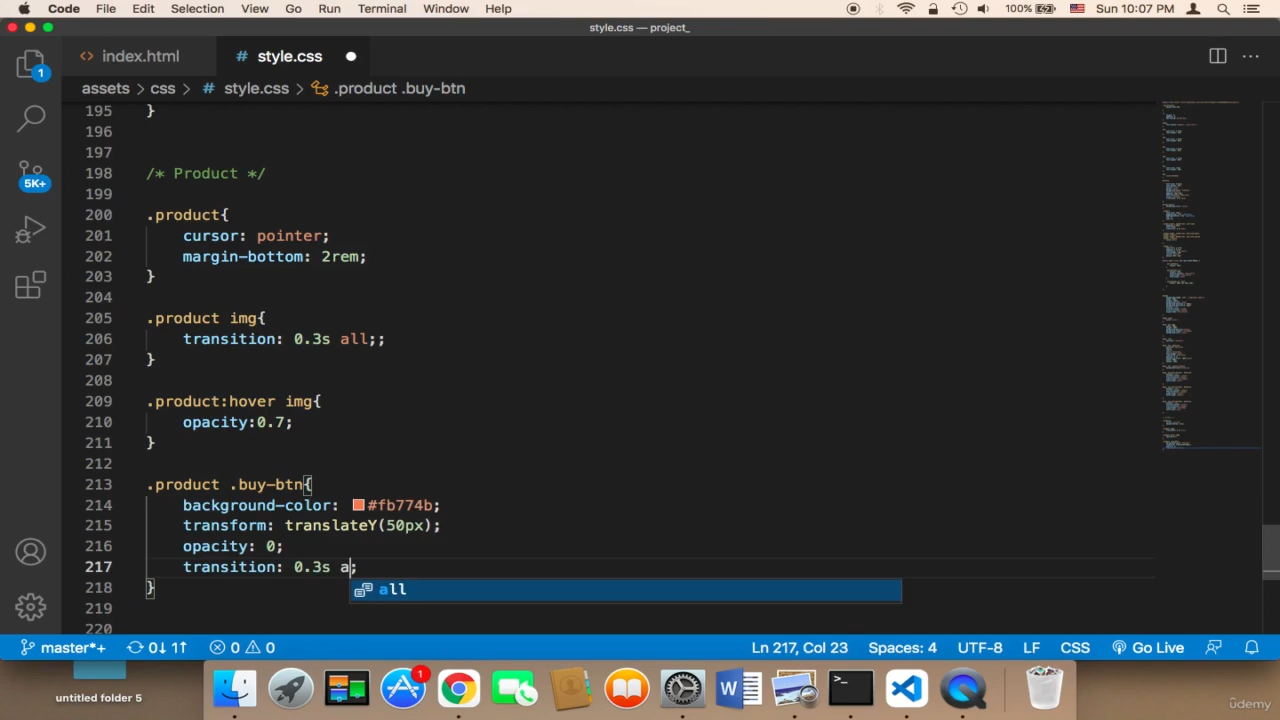 Code File Edit Selection View Go Run Terminal Window Help 100% Sun 10:07 PM
style.css — project_
index.html style.css
assets > css > style.css > .product .buy-btn
195 }
196
197
198 /* Product */
199
200 .product{
201 cursor: pointer;
202 margin-bottom: 2rem;
203 }
204
205 .product img{
206 transition: 0.3s all;;
207 }
208
209 .product:hover img{
210 opacity:0.7;
211 }
212
213 .product .buy-btn{
214 background-color: #fb774b;
215 transform: translateY(50px);
216 opacity: 0;
217 transition: 0.3s a;
all
218 }
219
220
1
5K+
master*+ 0↓ 1↑ 0 0 Ln 217, Col 23 Spaces: 4 UTF-8 LF CSS Go Live
1
untitled folder 5
ûdemy